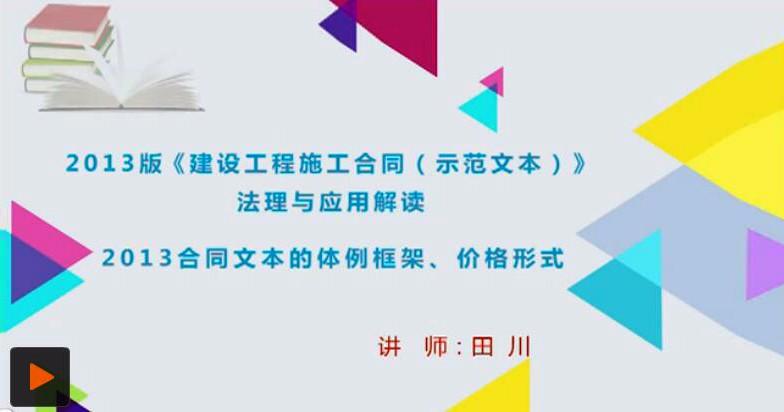 2013版《建设工程施工合同（示范文本）》
法理与应用解读
2013合同文本的体例框架、价格形式
讲 师:田 川